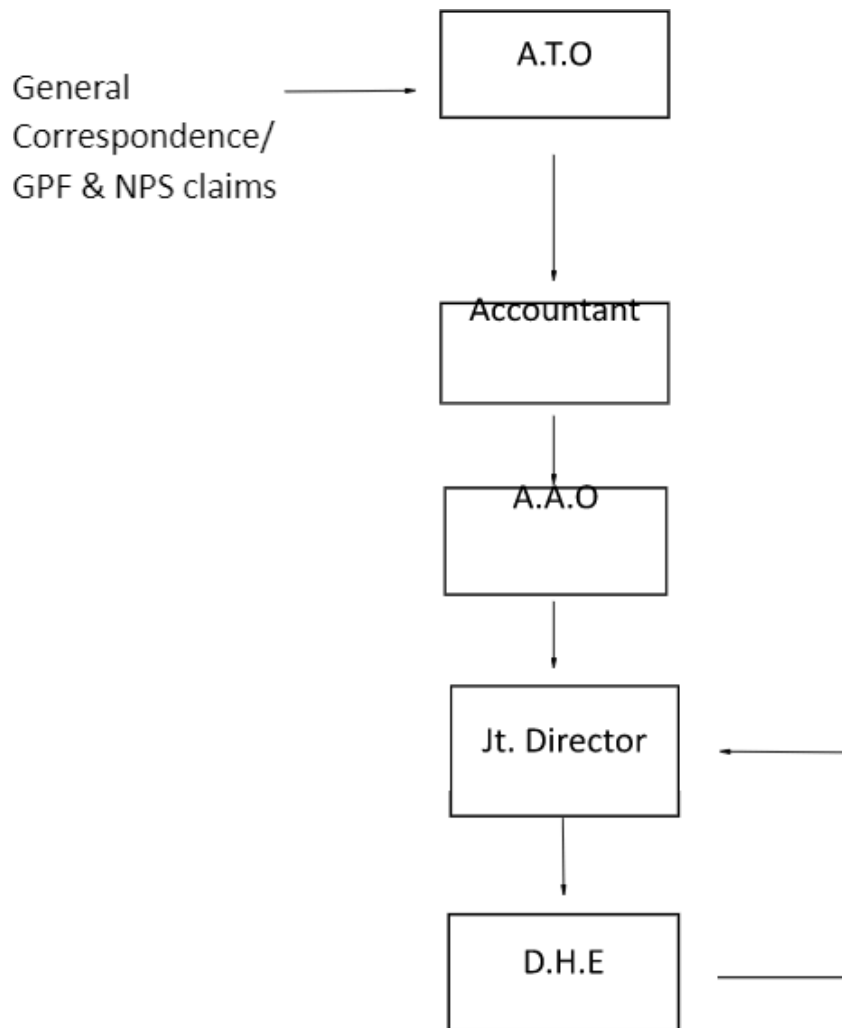 A.T.O
General
Correspondence/
GPF & NPS claims
Accountant
A.A.O
Jt. Director
D.H.E